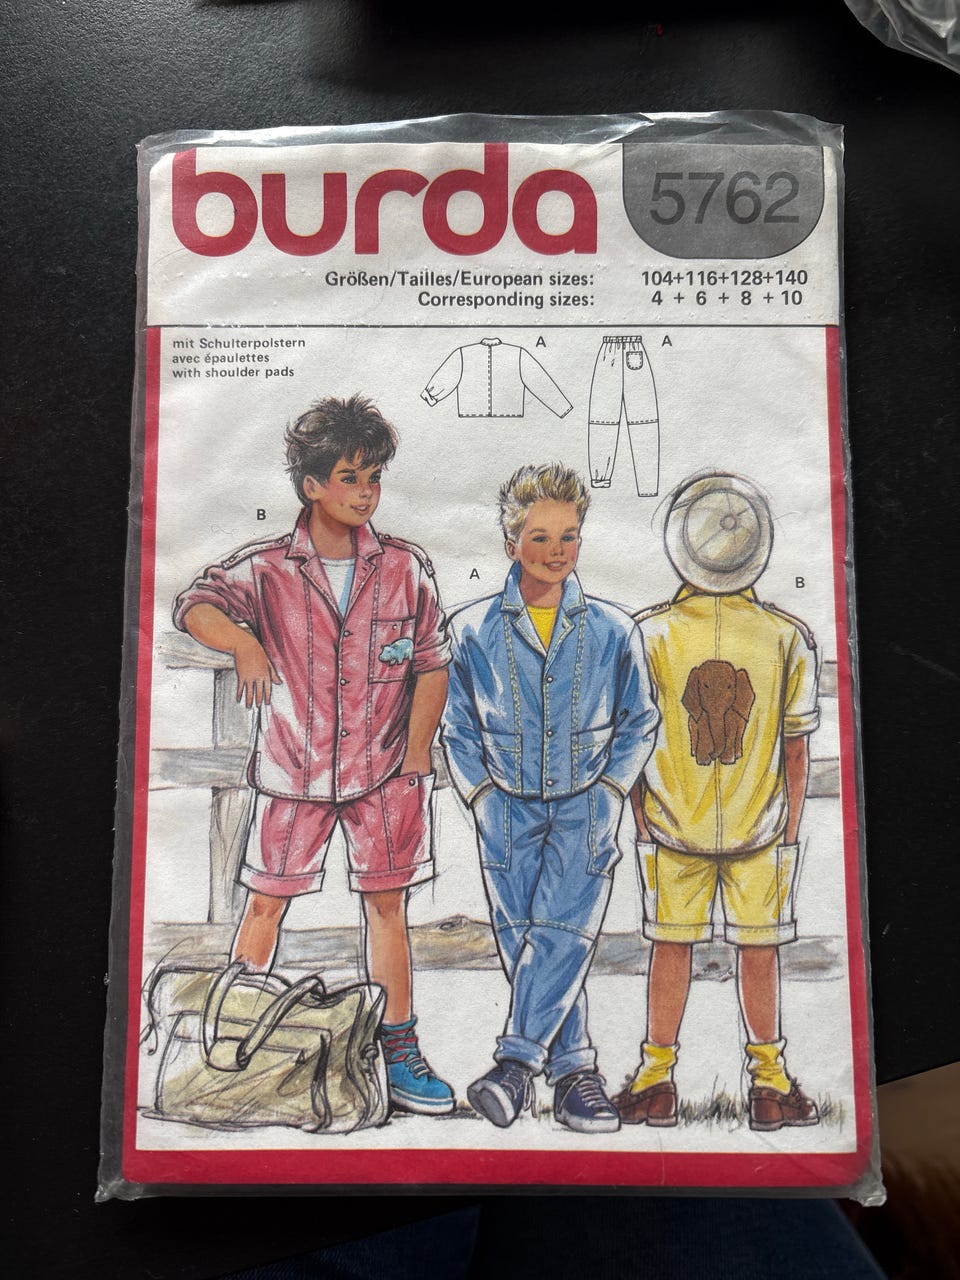 burda
5762
Größen/Tailles/European sizes: 104+116+128+140
Corresponding sizes: 4 + 6 + 8 + 10
mit Schulterpolstern
avec épaulettes
with shoulder pads
A
A
B
A
B